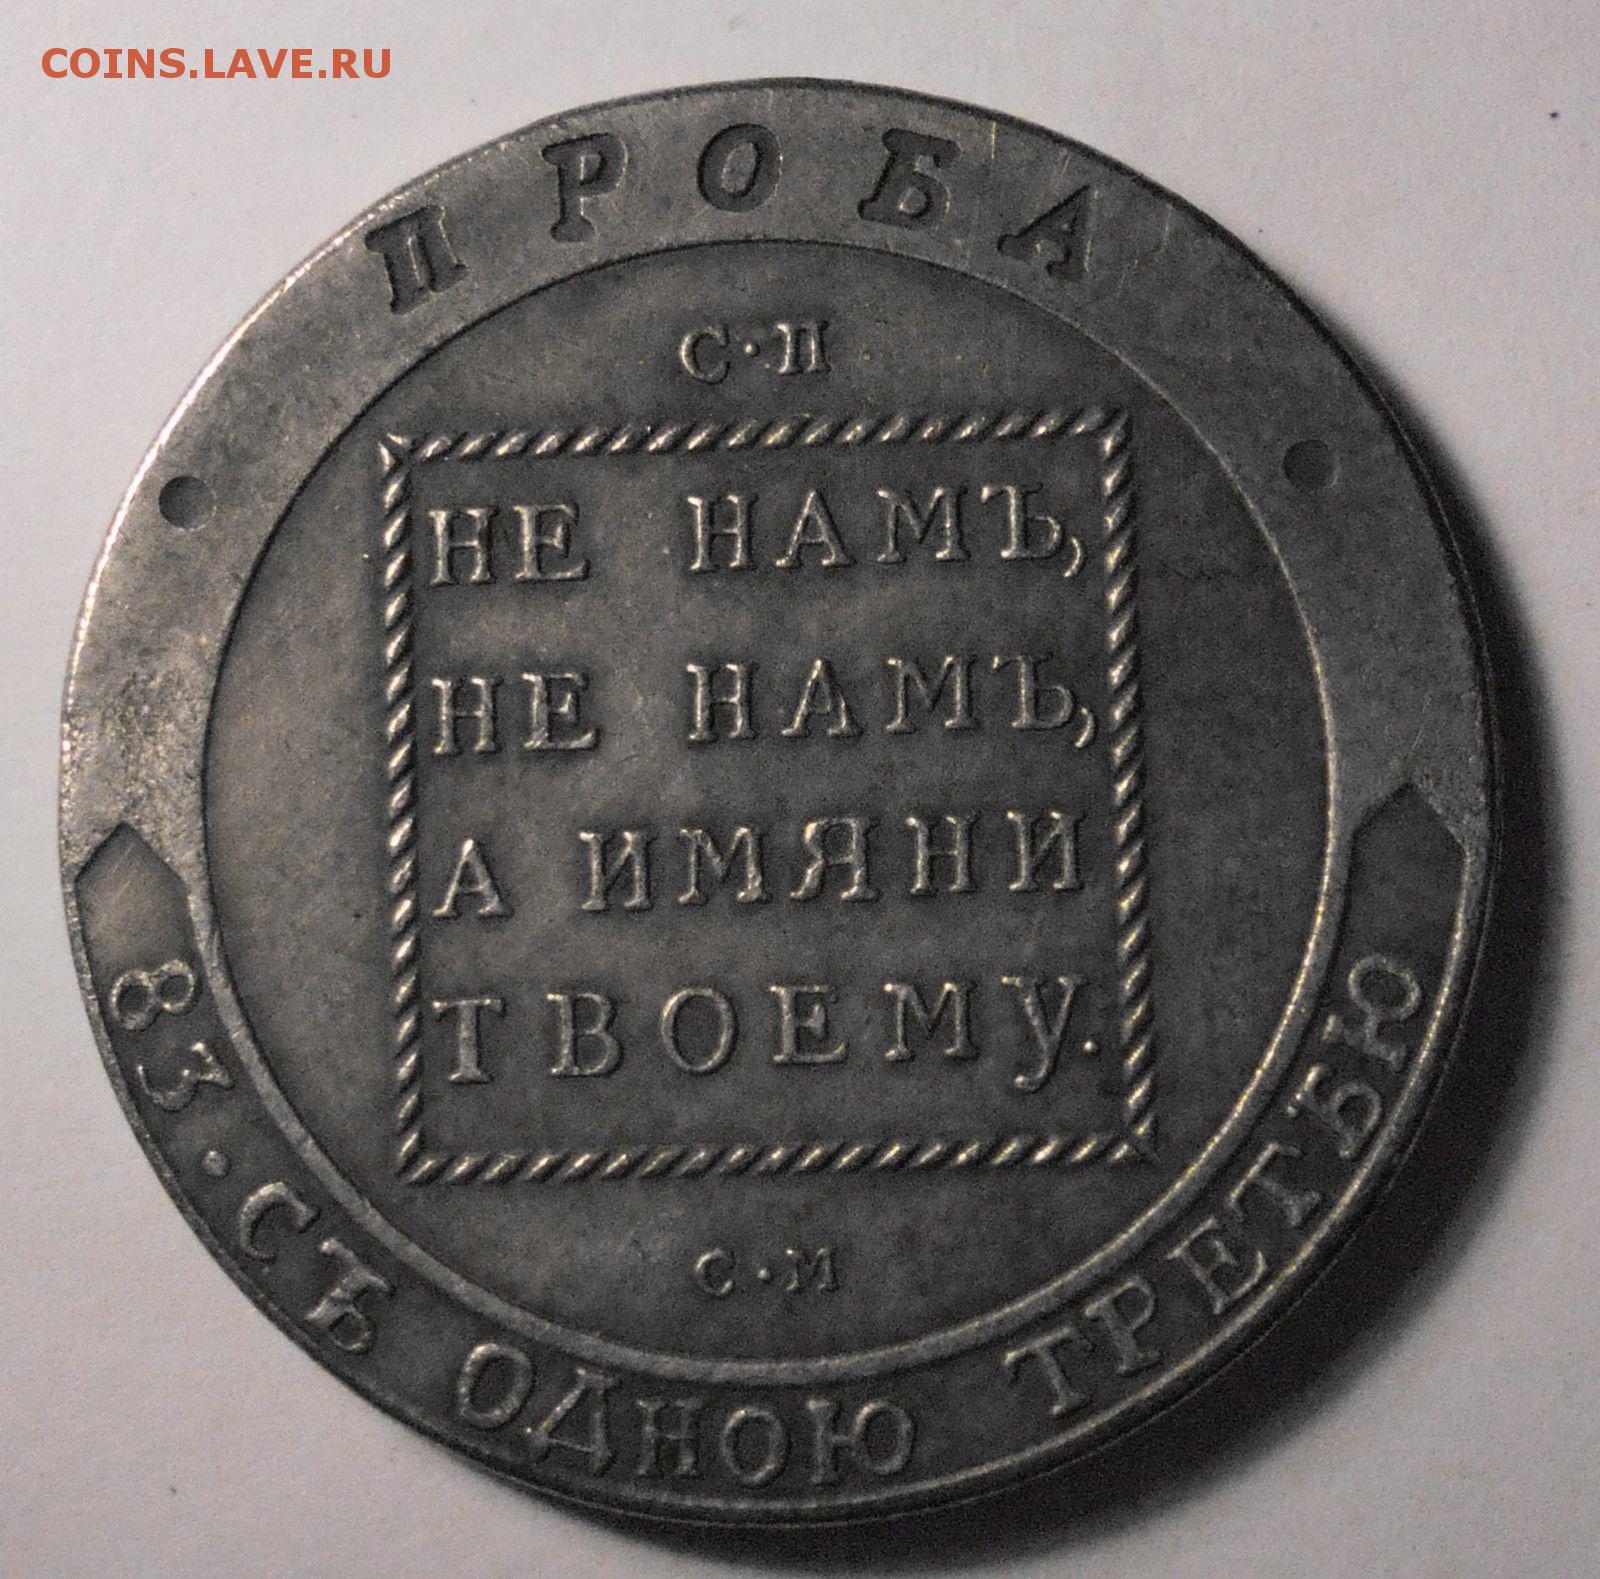 COINS.LAVE.RU
ПРОБА
С·П
НЕ НАМЪ,
НЕ НАМЪ,
А ИМЯНИ
ТВОЕМУ.
С·М
83·СЪ ОДНОЮ ТРЕТЬЮ